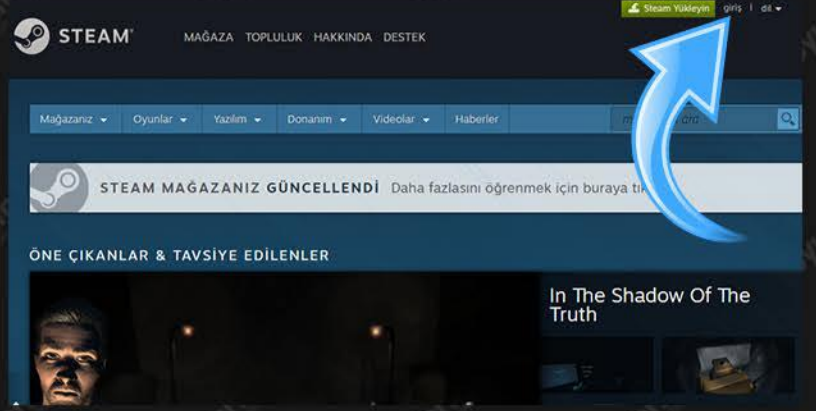 Steam Yükleyin giriş | dil
STEAM
MAĞAZA TOPLULUK HAKKINDA DESTEK
Mağazanız Oyunlar Yazılım Donanım Videolar Haberler
STEAM MAĞAZANIZ GÜNCELLENDİ Daha fazlasını öğrenmek için buraya
ÖNE ÇIKANLAR & TAVSİYE EDİLENLER
In The Shadow Of The
Truth